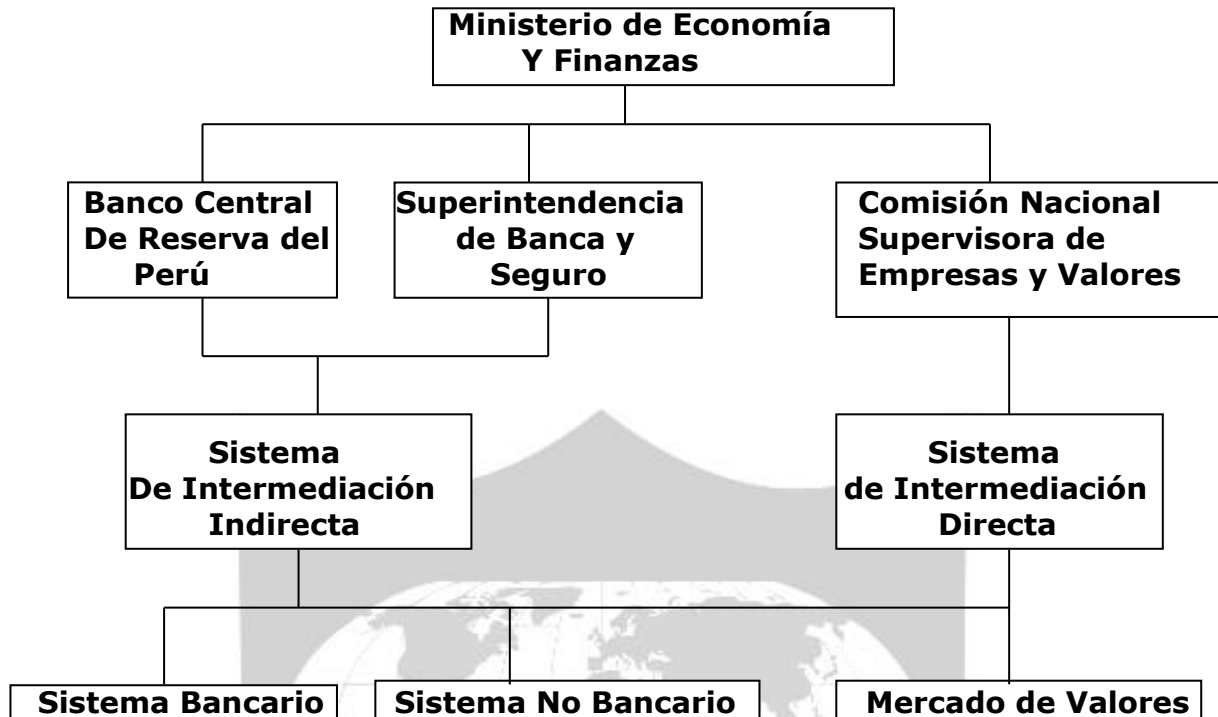 Ministerio de Economía
Y Finanzas
Banco Central
De Reserva del
Perú
Superintendencia
de Banca y
Seguro
Comisión Nacional
Supervisora de
Empresas y Valores
Sistema
De Intermediación
Indirecta
Sistema
de Intermediación
Directa
Sistema Bancario
Sistema No Bancario
Mercado de Valores